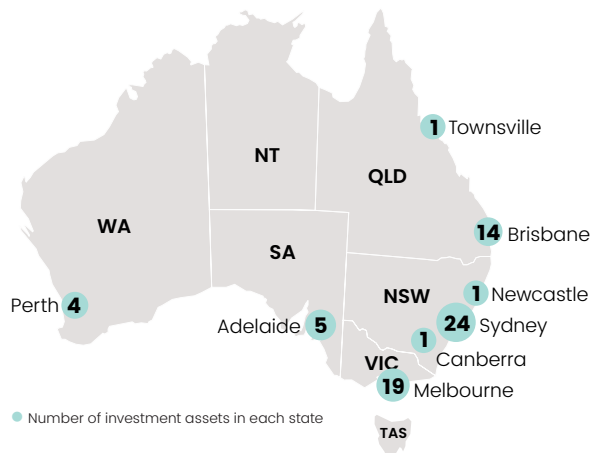 1 Townsville
NT
QLD
WA
14 Brisbane
SA
1 Newcastle
NSW
Perth 4
24 Sydney
Adelaide 5
1 Canberra
VIC
19 Melbourne
Number of investment assets in each state
TAS